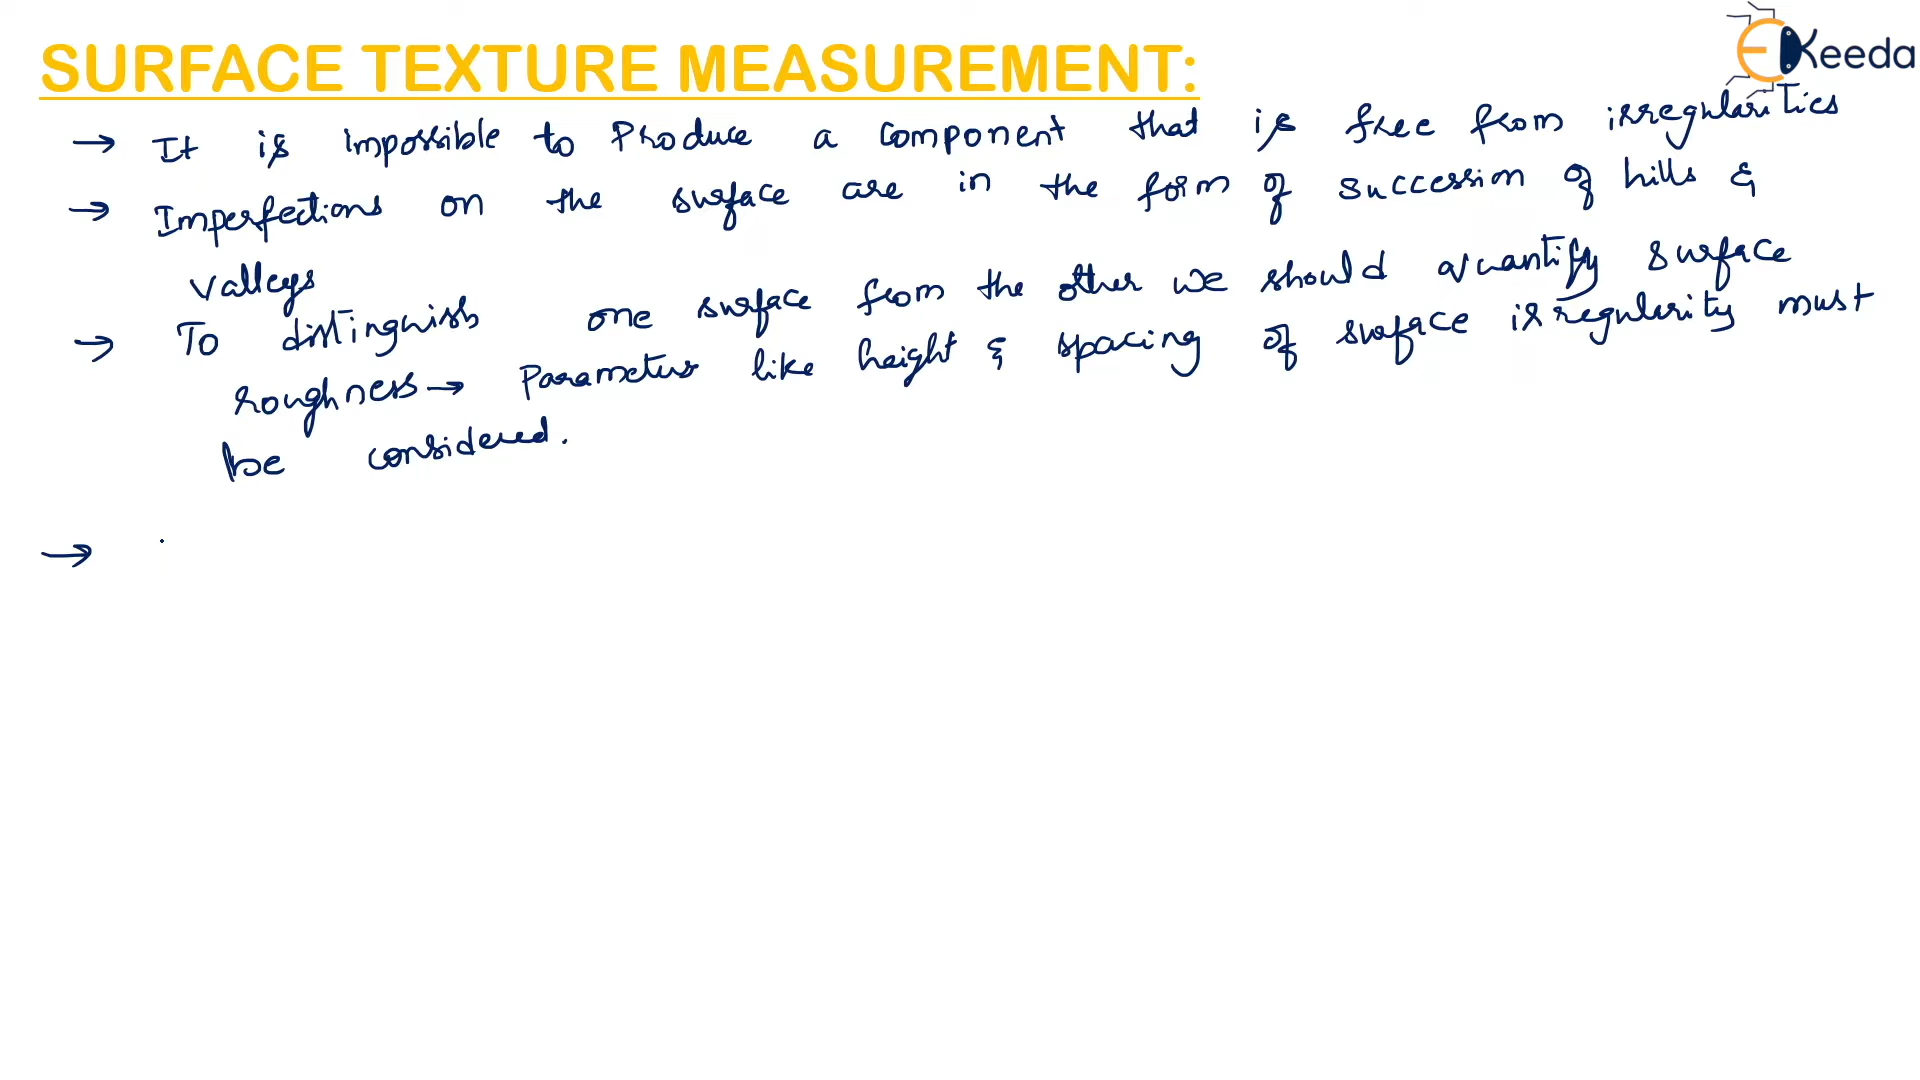 SURFACE TEXTURE MEASUREMENT:
EKeeda
→ It is impossible to Produce a component that is free from irregularities
→ Imperfections on the surface are in the form of succession of hills &
valleys
→ To distinguish one surface from the other we should quantify surface
roughness → Parameters like height & spacing of surface irregularity must
be considered.
→